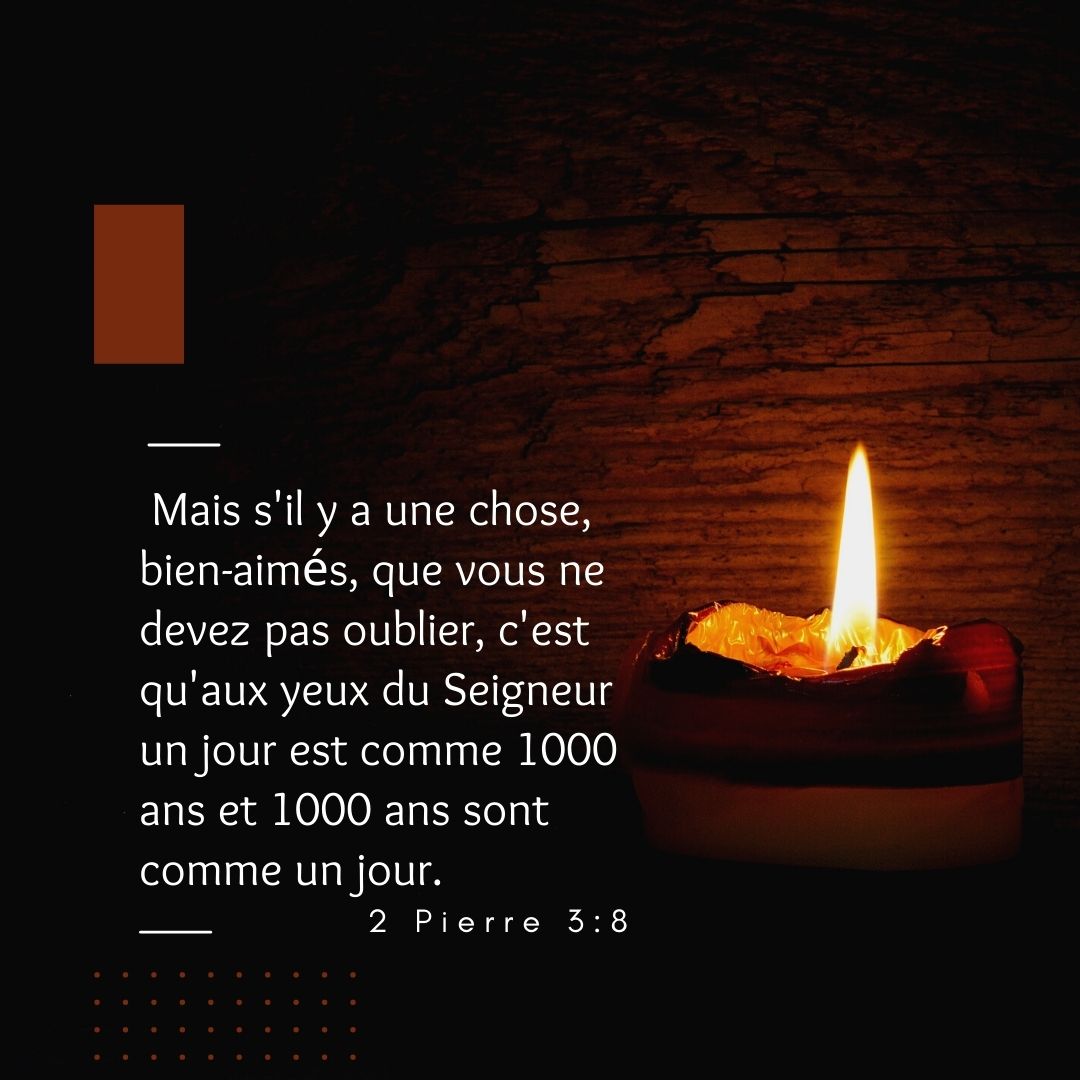 Mais s'il y a une chose,
bien-aimés, que vous ne
devez pas oublier, c'est
qu'aux yeux du Seigneur
un jour est comme 1000
ans et 1000 ans sont
comme un jour.
2 Pierre 3:8